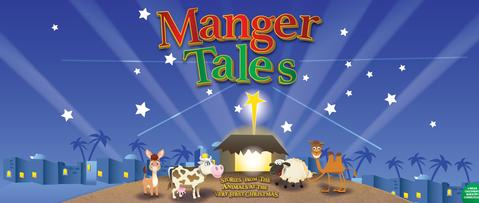 Manger
Tales
STORIES FROM THE
ANIMALS AT THE
VERY FIRST CHRISTMAS